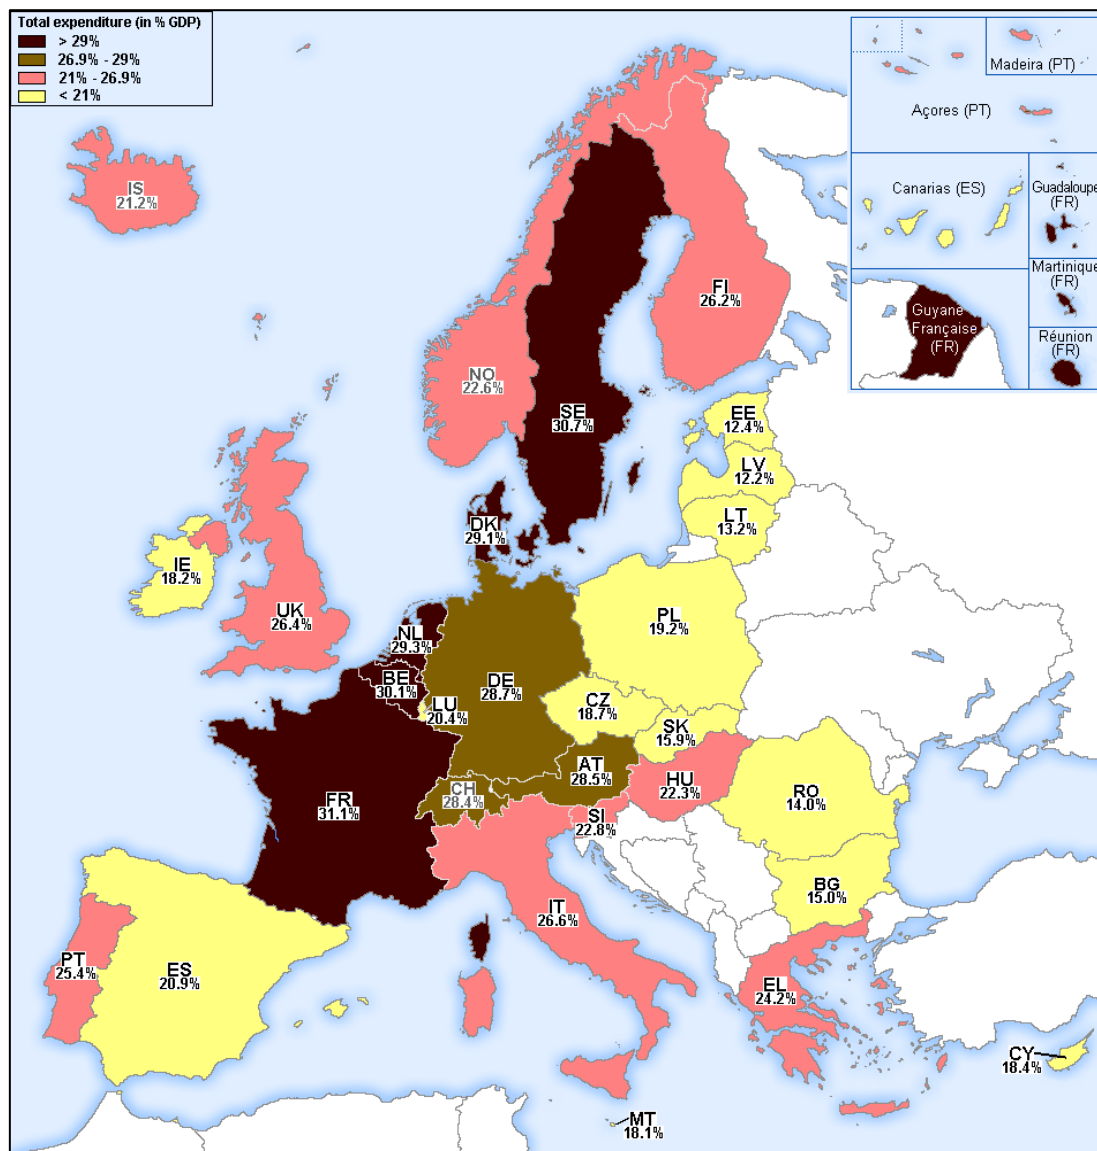 Total expenditure (in % GDP)
> 29%
26.9% - 29%
21% - 26.9%
< 21%
Madeira (PT)
Açores (PT)
Canarias (ES)
Guadaloupe
(FR)
Martinique
(FR)
Guyane
Française
(FR)
Réunion
(FR)
IS
21.2%
FI
26.2%
NO
22.6%
SE
30.7%
EE
12.4%
LV
12.2%
LT
13.2%
DK
29.1%
IE
18.2%
UK
26.4%
NL
29.3%
PL
19.2%
BE
30.1%
DE
28.7%
LU
20.4%
CZ
18.7%
SK
15.9%
AT
28.5%
HU
22.3%
CH
28.4%
RO
14.0%
FR
31.1%
SI
22.8%
BG
15.0%
IT
26.6%
PT
25.4%
ES
20.9%
EL
24.2%
CY
18.4%
MT
18.1%